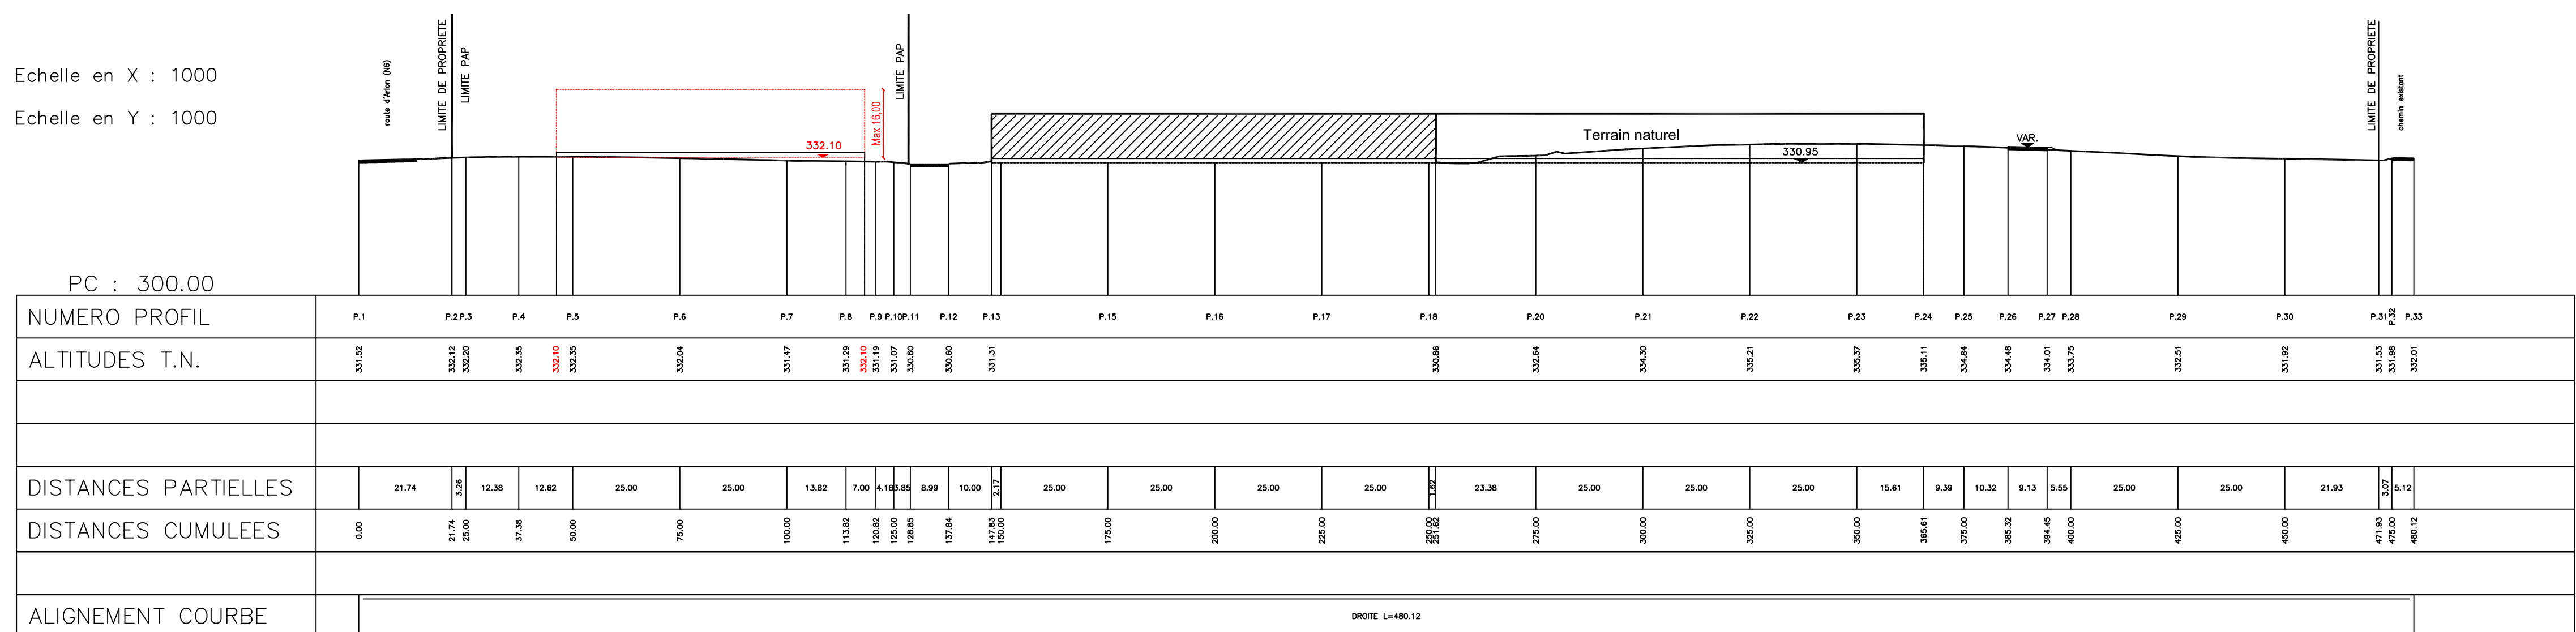 LIMITE DE PROPRIETE
LIMITE PAP
LIMITE PAP
LIMITE DE PROPRIETE
route d'Arlon (N6)
chemin existant
Echelle en X : 1000
Echelle en Y : 1000
Max 16,00
332.10
Terrain naturel
330.95
VAR.
PC : 300.00
NUMERO PROFIL P.1 P.2 P.3 P.4 P.5 P.6 P.7 P.8 P.9 P.10 P.11 P.12 P.13 P.15 P.16 P.17 P.18 P.20 P.21 P.22 P.23 P.24 P.25 P.26 P.27 P.28 P.29 P.30 P.31 P.32 P.33
ALTITUDES T.N. 331.52 332.12 332.20 332.35 332.10 332.35 332.04 331.47 331.29 332.10 331.19 331.07 330.60 330.60 331.31 330.86 332.64 334.30 335.21 335.37 335.11 334.84 334.48 334.01 333.75 332.51 331.92 331.53 331.98 332.01
DISTANCES PARTIELLES 21.74 3.26 12.38 12.62 25.00 25.00 13.82 7.00 4.18 3.85 8.99 10.00 2.17 25.00 25.00 25.00 25.00 1.62 23.38 25.00 25.00 25.00 15.61 9.39 10.32 9.13 5.55 25.00 25.00 21.93 3.07 5.12
DISTANCES CUMULEES 0.00 21.74 25.00 37.38 50.00 75.00 100.00 113.82 120.82 125.00 128.85 137.84 147.83 150.00 175.00 200.00 225.00 250.00 251.62 275.00 300.00 325.00 350.00 365.61 375.00 385.32 394.45 400.00 425.00 450.00 471.93 475.00 480.12
ALIGNEMENT COURBE DROITE L=480.12